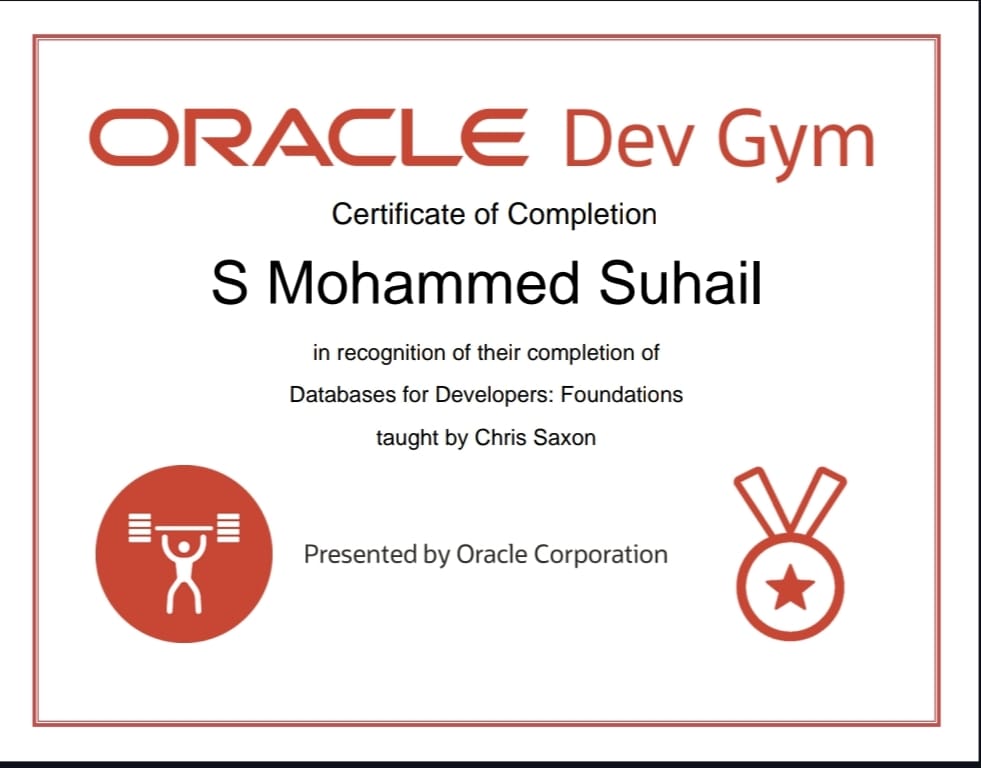 ORACLE Dev Gym
Certificate of Completion
S Mohammed Suhail
in recognition of their completion of
Databases for Developers: Foundations
taught by Chris Saxon
Presented by Oracle Corporation